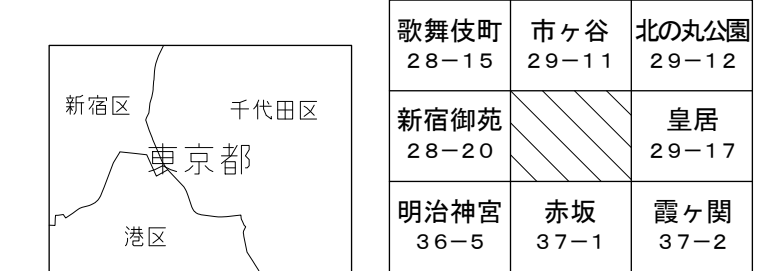 新宿区
千代田区
東京都
港区
歌舞伎町 市ヶ谷 北の丸公園
28-15 29-11 29-12
新宿御苑 皇居
28-20 29-17
明治神宮 赤坂 霞ヶ関
36-5 37-1 37-2